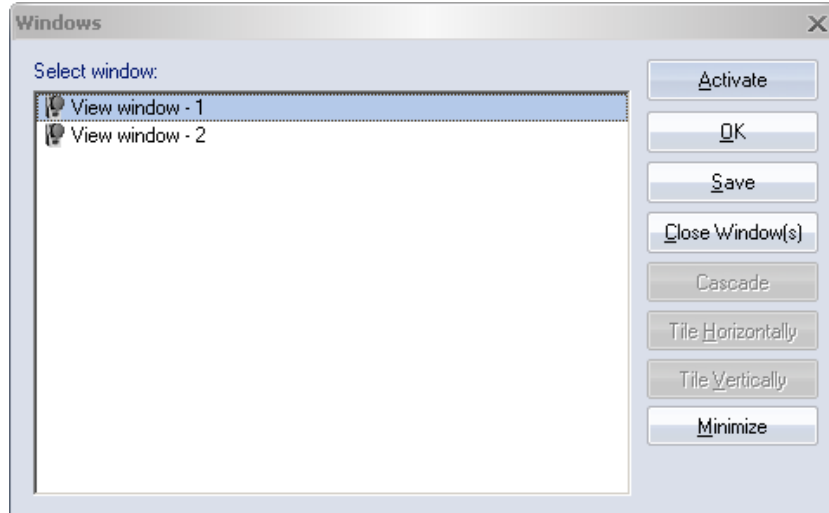 Windows
Select window:
View window - 1
View window - 2
Activate
OK
Save
Close Window(s)
Cascade
Tile Horizontally
Tile Vertically
Minimize